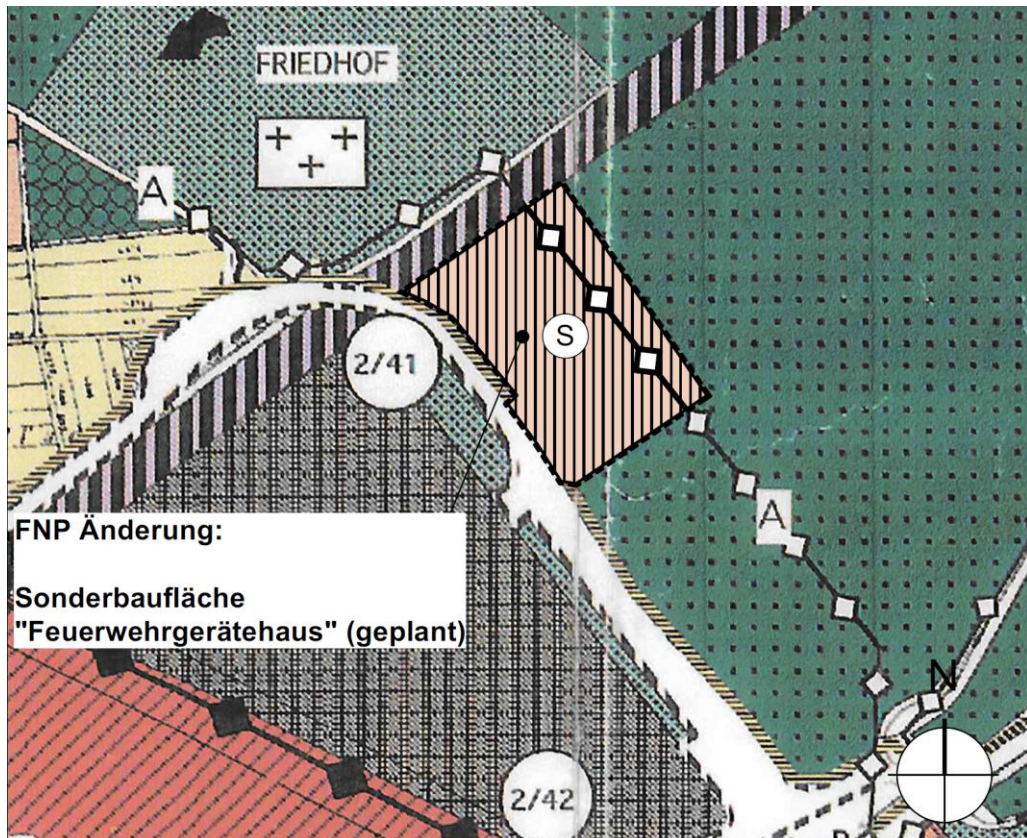 FRIEDHOF
A
2/41
S
FNP Änderung:
Sonderbaufläche
"Feuerwehrgerätehaus" (geplant)
A
N
2/42